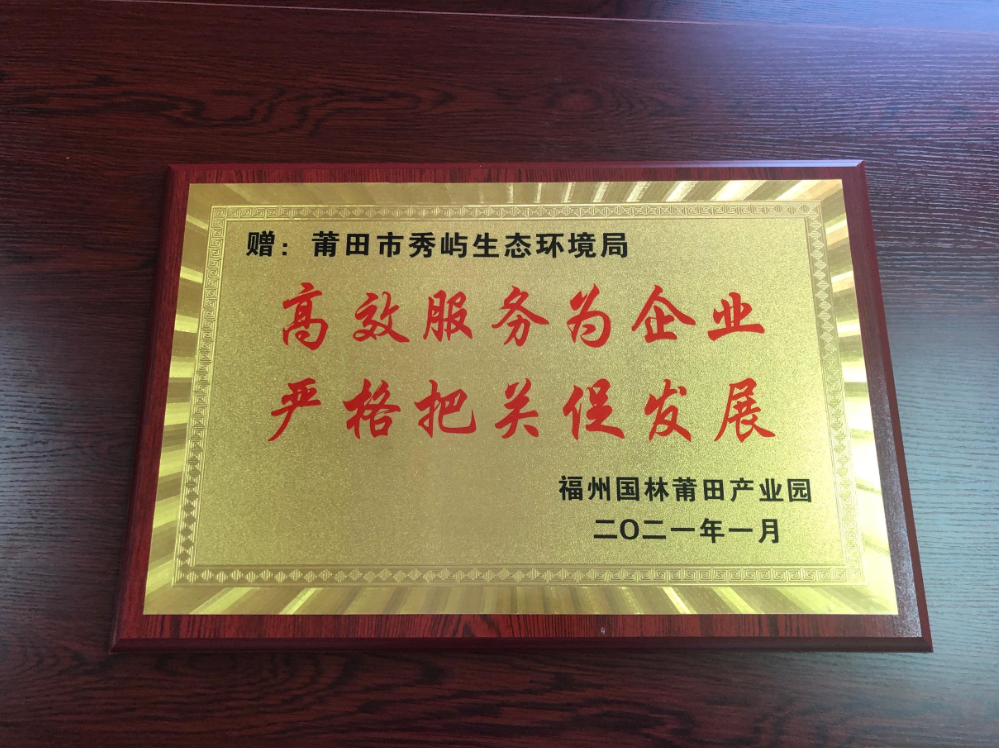 赠：莆田市秀屿生态环境局
高效服务为企业
严格把关促发展
福州国林莆田产业园
二〇二一年一月